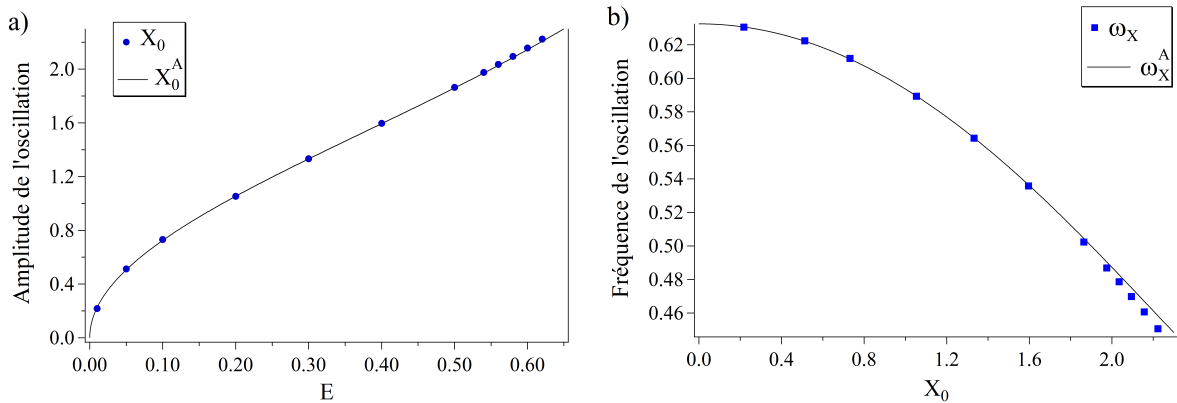 a)
X₀
X₀ᴬ
Amplitude de l'oscillation
2.0
1.6
1.2
0.8
0.4
0.0
0.00 0.10 0.20 0.30 0.40 0.50 0.60
E
b)
ω_X
ω_Xᴬ
Fréquence de l'oscillation
0.62
0.60
0.58
0.56
0.54
0.52
0.50
0.48
0.46
0.0 0.4 0.8 1.2 1.6 2.0
X₀